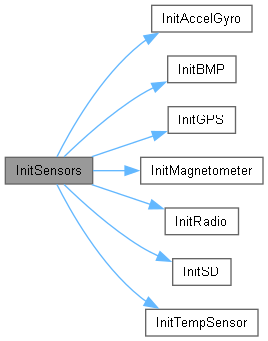 InitAccelGyro
InitBMP
InitGPS
InitSensors
InitMagnetometer
InitRadio
InitSD
InitTempSensor